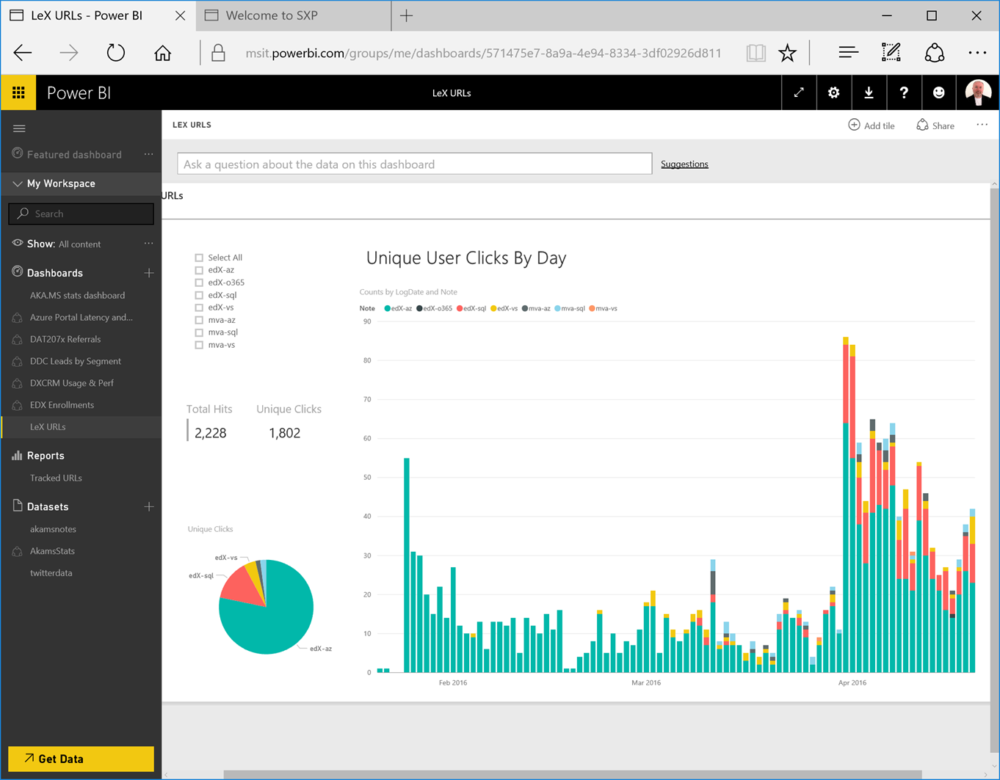 LeX URLs - Power BI
Welcome to SXP
msit.powerbi.com/groups/me/dashboards/571475e7-8a9a-4e94-8334-3df02926d811
Power BI
LeX URLs
?
LEX URLS
Add tile
Share
Featured dashboard
My Workspace
Search
Show: All content
Dashboards
AKA.MS stats dashboard
Azure Portal Latency and...
DAT207x Referrals
DDC Leads by Segment
DXCRM Usage & Perf
EDX Enrollments
LeX URLs
Reports
Tracked URLs
Datasets
akamsnotes
AkamsStats
twitterdata
Get Data
Ask a question about the data on this dashboard
Suggestions
URLs
Select All
edX-az
edX-o365
edX-sql
edX-vs
mva-az
mva-sql
mva-vs
Total Hits
2,228
Unique Clicks
1,802
Unique Clicks
edX-vs
edX-sql
edX-az
Unique User Clicks By Day
Counts by LogDate and Note
Note edX-az edX-o365 edX-sql edX-vs mva-az mva-sql mva-vs
90
80
70
60
50
40
30
20
10
0
Feb 2016
Mar 2016
Apr 2016